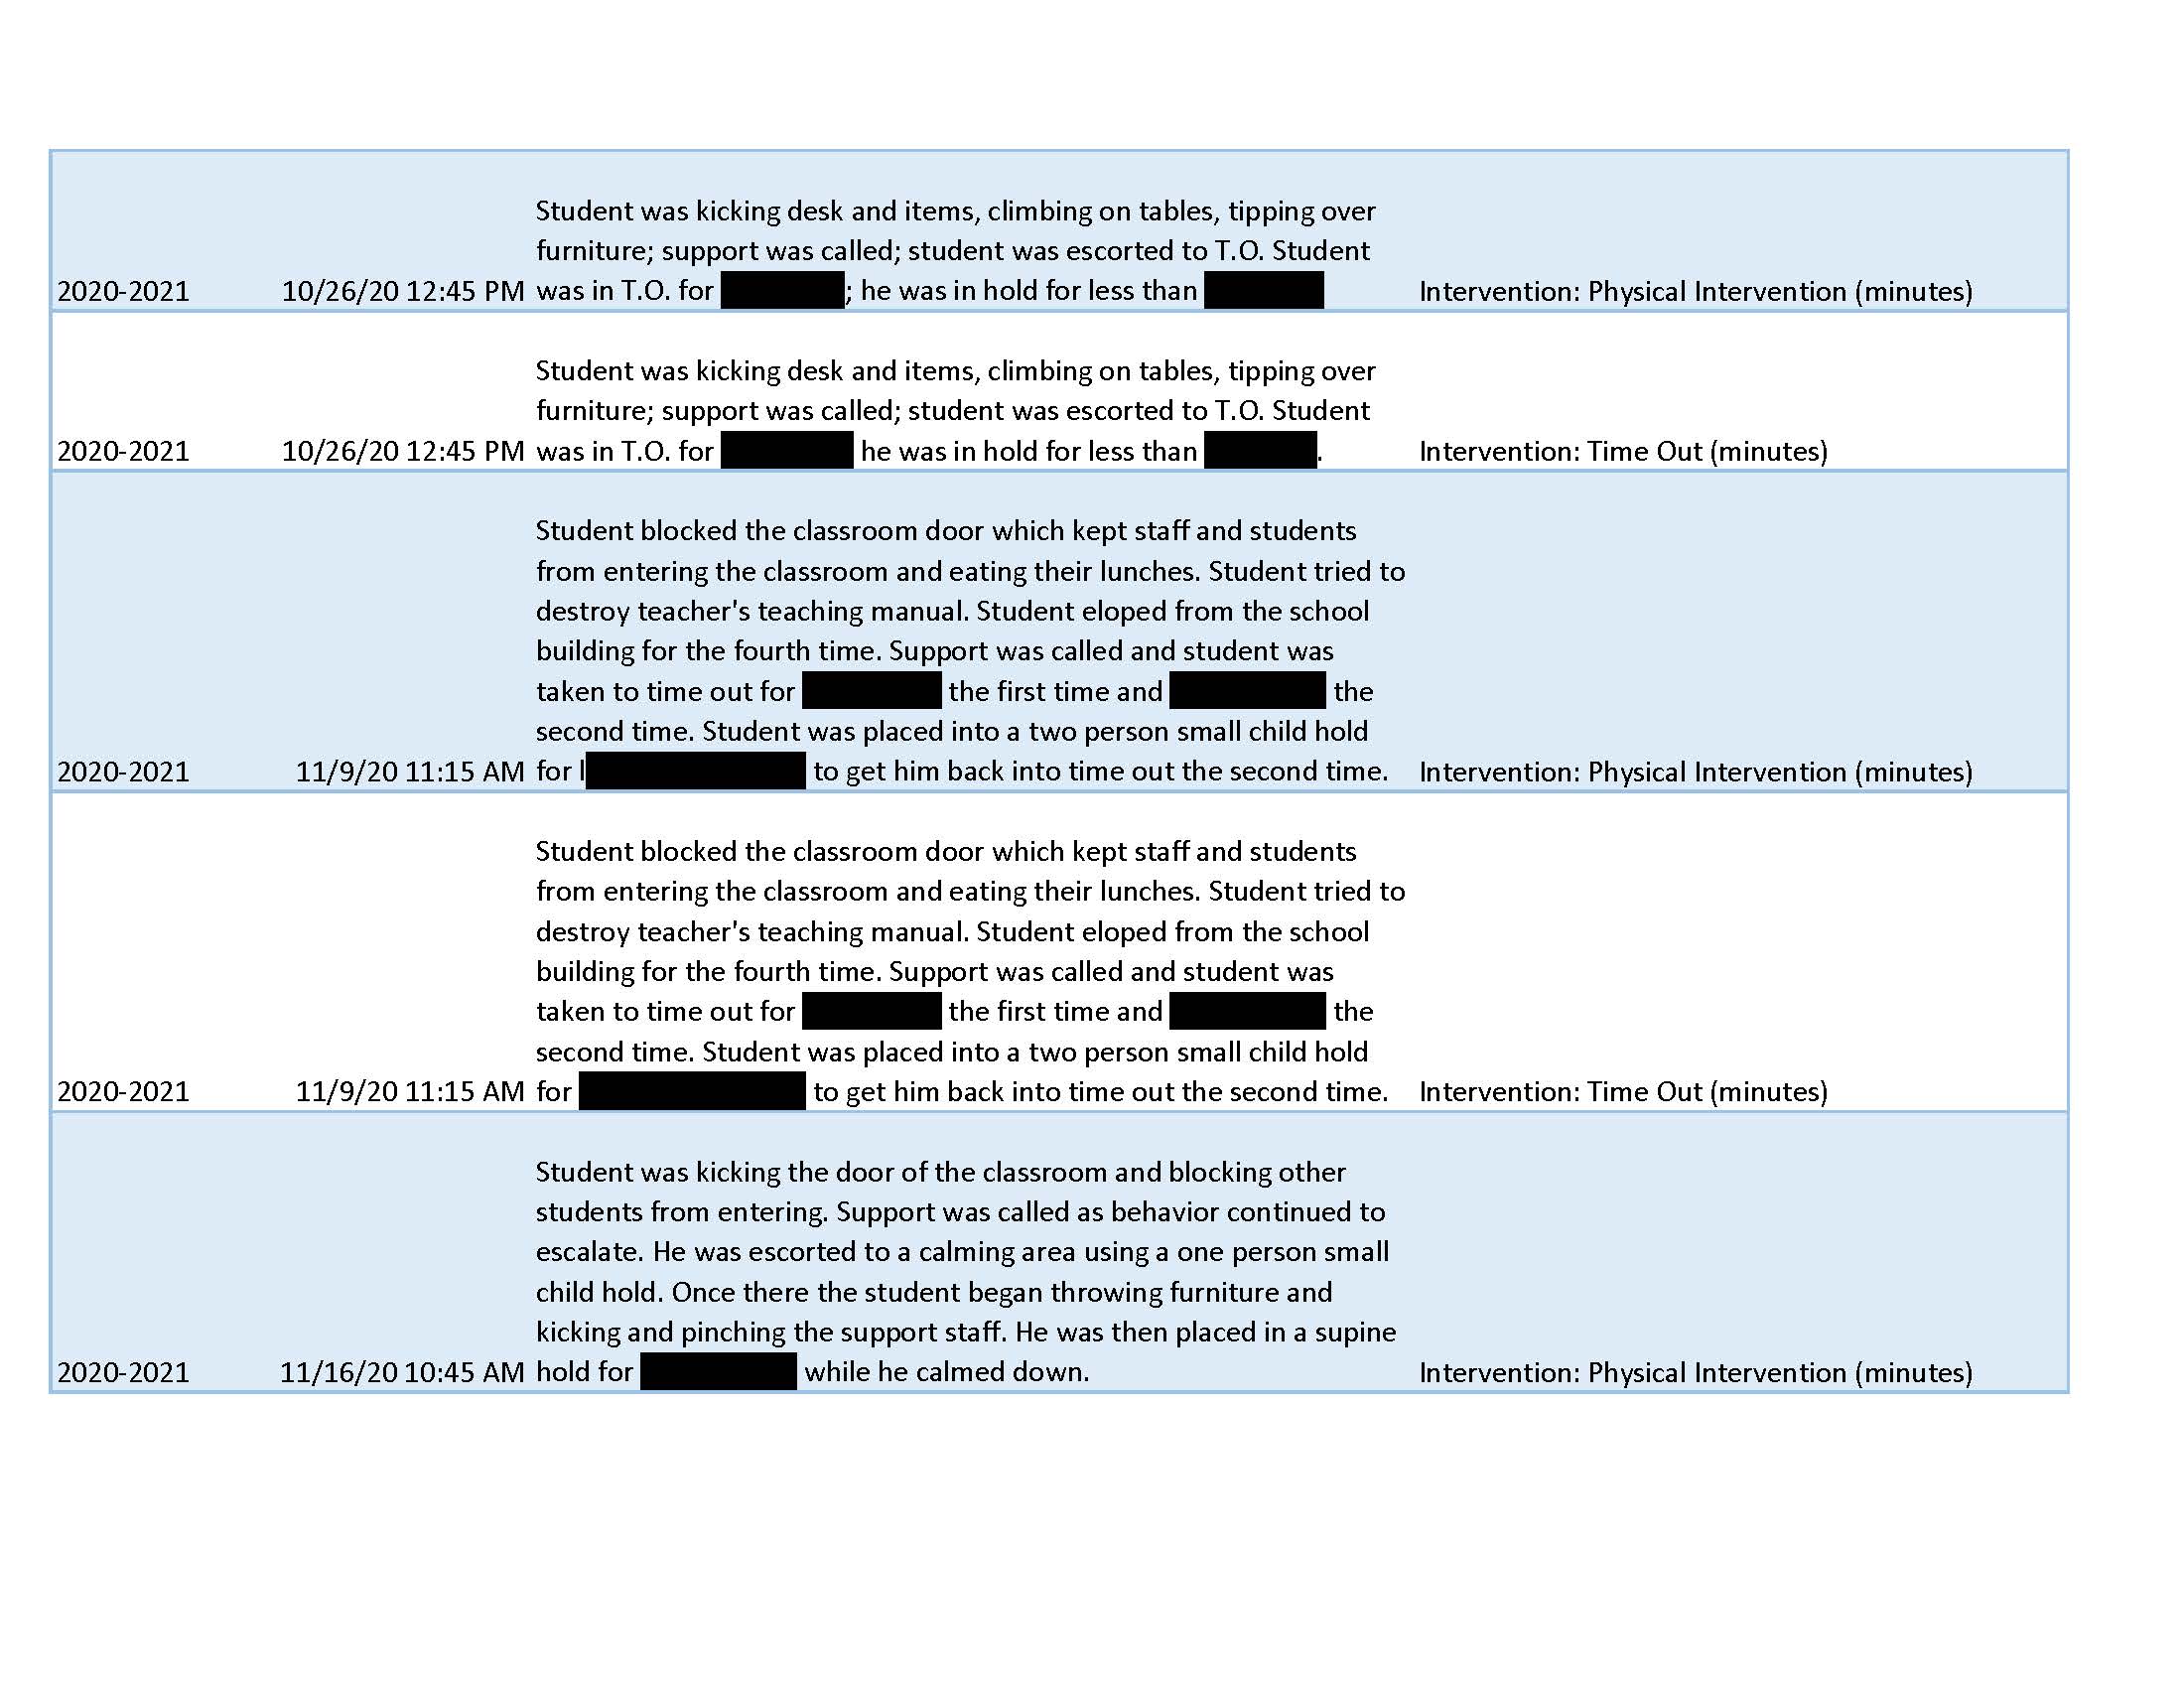 Student was kicking desk and items, climbing on tables, tipping over
furniture; support was called; student was escorted to T.O. Student
2020-2021 10/26/20 12:45 PM was in T.O. for ; he was in hold for less than Intervention: Physical Intervention (minutes)
Student was kicking desk and items, climbing on tables, tipping over
furniture; support was called; student was escorted to T.O. Student
2020-2021 10/26/20 12:45 PM was in T.O. for he was in hold for less than . Intervention: Time Out (minutes)
Student blocked the classroom door which kept staff and students
from entering the classroom and eating their lunches. Student tried to
destroy teacher's teaching manual. Student eloped from the school
building for the fourth time. Support was called and student was
taken to time out for the first time and the
second time. Student was placed into a two person small child hold
2020-2021 11/9/20 11:15 AM for l to get him back into time out the second time. Intervention: Physical Intervention (minutes)
Student blocked the classroom door which kept staff and students
from entering the classroom and eating their lunches. Student tried to
destroy teacher's teaching manual. Student eloped from the school
building for the fourth time. Support was called and student was
taken to time out for the first time and the
second time. Student was placed into a two person small child hold
2020-2021 11/9/20 11:15 AM for to get him back into time out the second time. Intervention: Time Out (minutes)
Student was kicking the door of the classroom and blocking other
students from entering. Support was called as behavior continued to
escalate. He was escorted to a calming area using a one person small
child hold. Once there the student began throwing furniture and
kicking and pinching the support staff. He was then placed in a supine
2020-2021 11/16/20 10:45 AM hold for while he calmed down. Intervention: Physical Intervention (minutes)